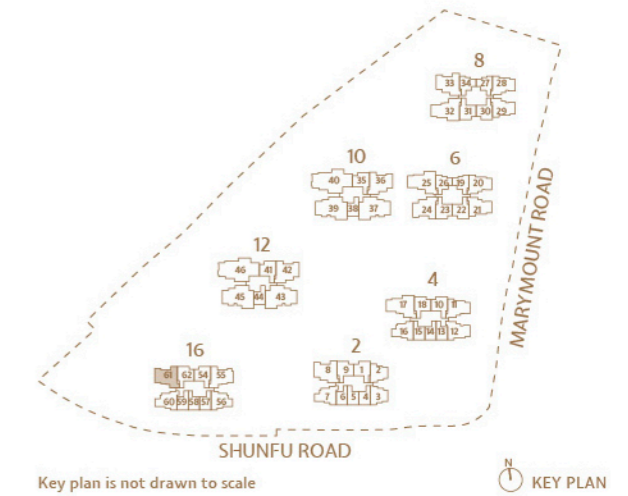 8
33 34 27 28
32 31 30 29
10
40 35 36
39 38 37
6
25 26 19 20
24 23 22 21
12
46 41 42
45 44 43
4
17 18 10 11
16 15 14 13 12
16
61 62 54 55
60 59 58 57 56
2
8 9 1 2
7 6 5 4 3
MARYMOUNT ROAD
SHUNFU ROAD
Key plan is not drawn to scale
N
KEY PLAN